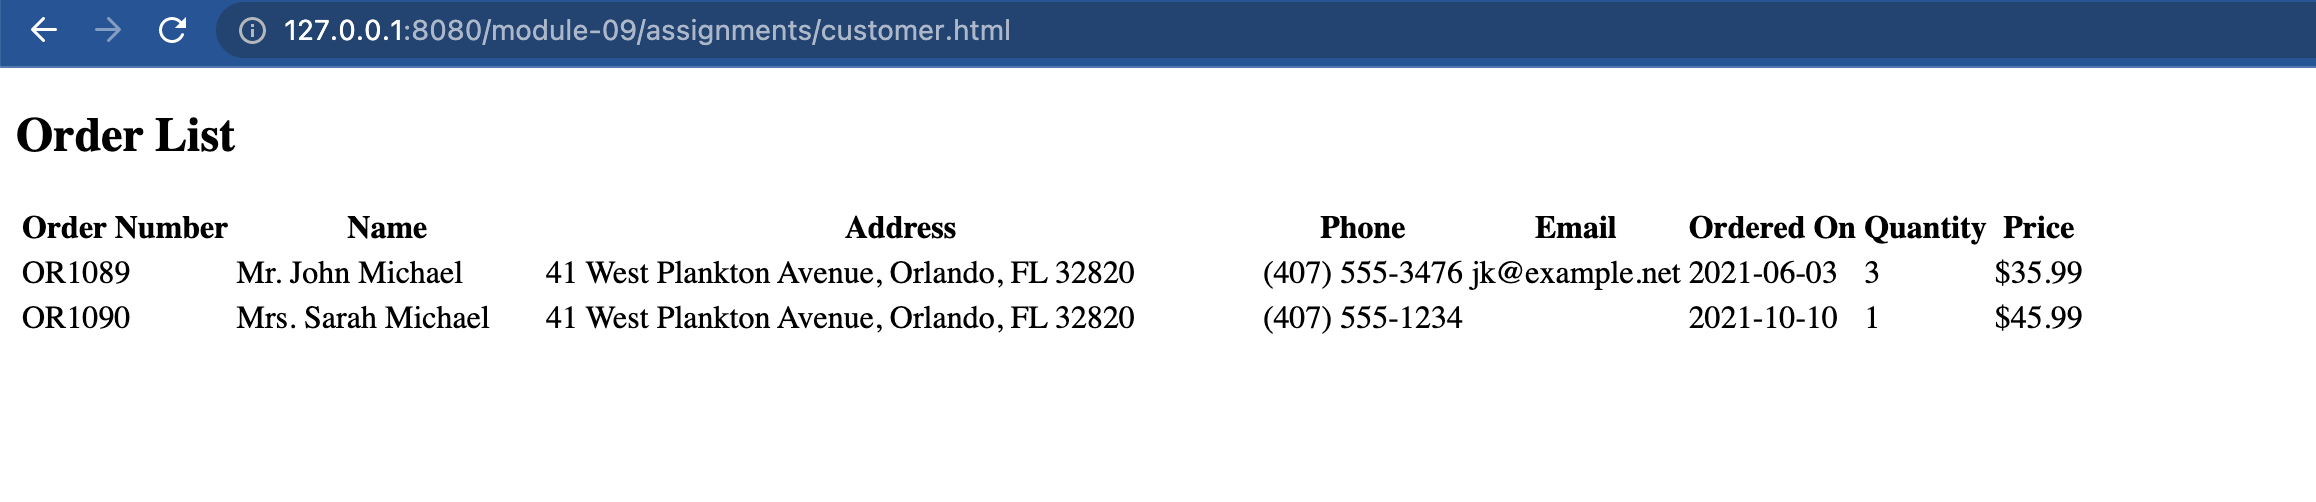 127.0.0.1:8080/module-09/assignments/customer.html
Order List
Order Number Name Address Phone Email Ordered On Quantity Price
OR1089 Mr. John Michael 41 West Plankton Avenue, Orlando, FL 32820 (407) 555-3476 jk@example.net 2021-06-03 3 $35.99
OR1090 Mrs. Sarah Michael 41 West Plankton Avenue, Orlando, FL 32820 (407) 555-1234 2021-10-10 1 $45.99